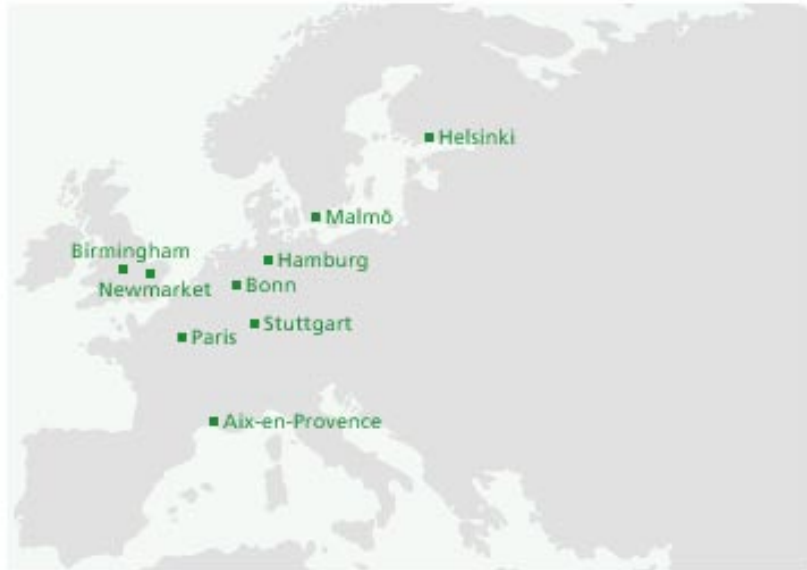 Helsinki
Malmö
Birmingham
Hamburg
Newmarket
Bonn
Stuttgart
Paris
Aix-en-Provence